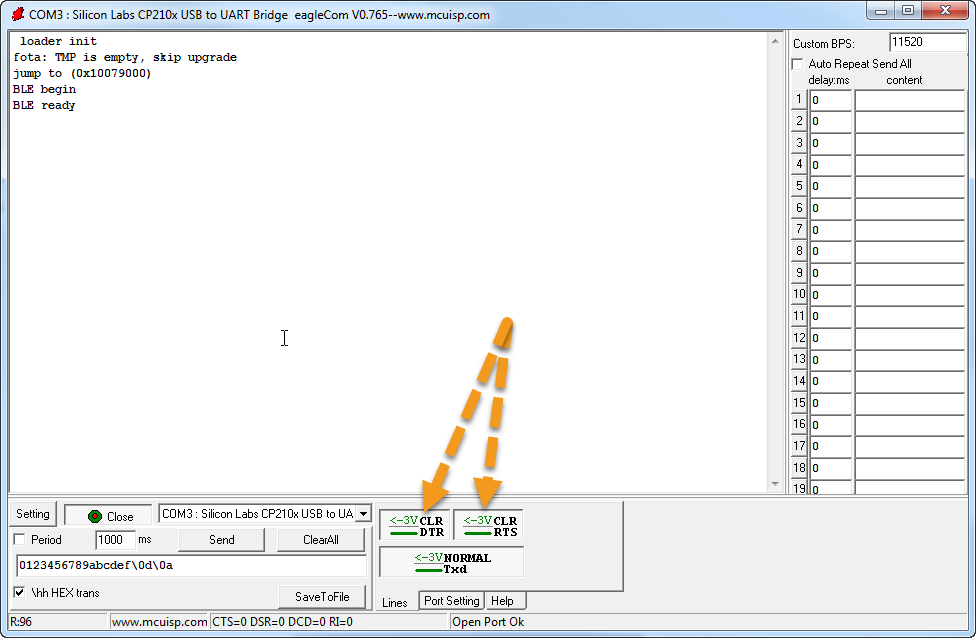 COM3 : Silicon Labs CP210x USB to UART Bridge eagleCom V0.765--www.mcuisp.com
loader init
fota: TMP is empty, skip upgrade
jump to (0x10079000)
BLE begin
BLE ready
Custom BPS: 11520
Auto Repeat Send All
delay:ms content
1 0
2 0
3 0
4 0
5 0
6 0
7 0
8 0
9 0
10 0
11 0
12 0
13 0
14 0
15 0
16 0
17 0
18 0
19 0
Setting Close COM3 : Silicon Labs CP210x USB to UA
Period 1000 ms Send ClearAll
0123456789abcdef\0d\0a
\hh HEX trans SaveToFile
<-3V CLR DTR
<-3V CLR RTS
<-3V NORMAL Txd
Lines Port Setting Help
R:96 www.mcuisp.com CTS=0 DSR=0 DCD=0 RI=0 Open Port Ok